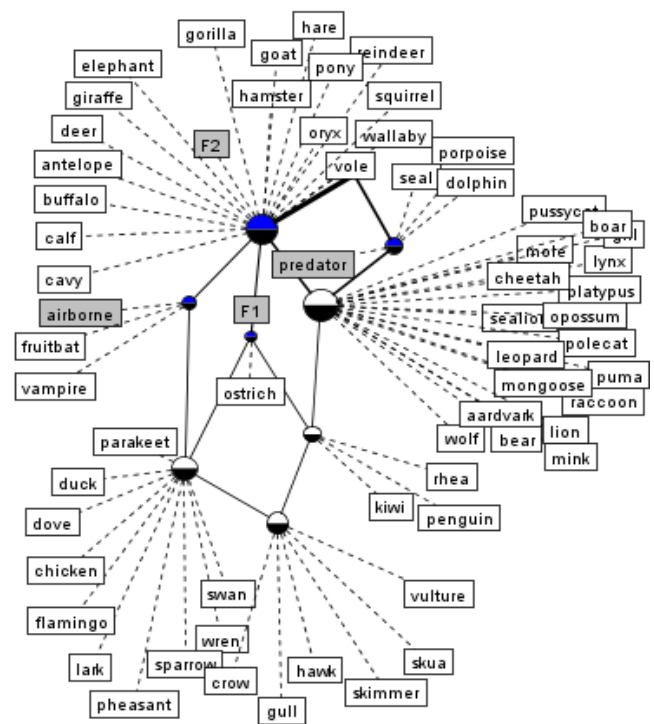 hare
gorilla
goat
reindeer
elephant
pony
giraffe
hamster
squirrel
deer
F2
oryx
wallaby
antelope
vole
porpoise
seal
dolphin
buffalo
pussycat
boar
calf
predator
mole
lynx
cavy
cheetah
platypus
airborne
F1
sealion
opossum
fruitbat
polecat
leopard
vampire
mongoose
puma
ostrich
raccoon
aardvark
lion
parakeet
wolf
bear
mink
duck
rhea
kiwi
penguin
dove
chicken
swan
vulture
flamingo
wren
skua
lark
sparrow
hawk
crow
skimmer
pheasant
gull